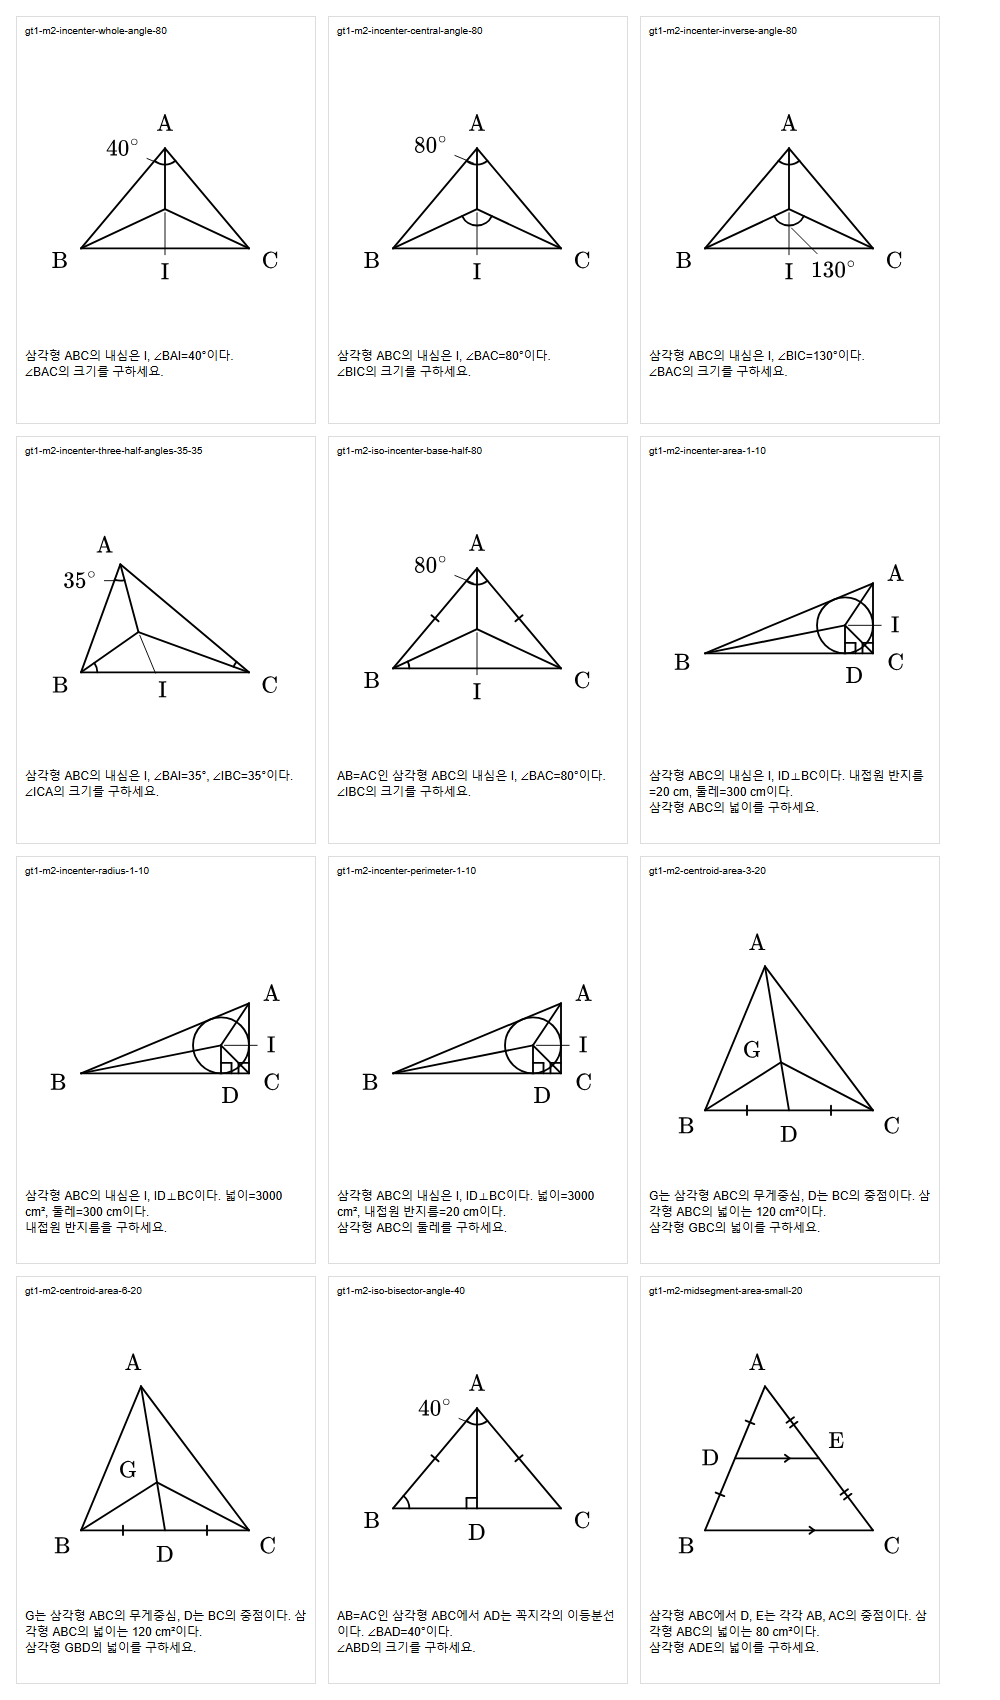 gt1-m2-incenter-whole-angle-80
A
40°
B
C
I
삼각형 ABC의 내심은 I, ∠BAI=40°이다.
∠BAC의 크기를 구하세요.
gt1-m2-incenter-central-angle-80
A
80°
B
C
I
삼각형 ABC의 내심은 I, ∠BAC=80°이다.
∠BIC의 크기를 구하세요.
gt1-m2-incenter-inverse-angle-80
A
B
C
I 130°
삼각형 ABC의 내심은 I, ∠BIC=130°이다.
∠BAC의 크기를 구하세요.
gt1-m2-incenter-three-half-angles-35-35
A
35°
B
C
I
삼각형 ABC의 내심은 I, ∠BAI=35°, ∠IBC=35°이다.
∠ICA의 크기를 구하세요.
gt1-m2-iso-incenter-base-half-80
A
80°
B
C
I
AB=AC인 삼각형 ABC의 내심은 I, ∠BAC=80°이다.
∠IBC의 크기를 구하세요.
gt1-m2-incenter-area-1-10
A
I
B
C
D
삼각형 ABC의 내심은 I, ID⊥BC이다. 내접원 반지름
=20 cm, 둘레=300 cm이다.
삼각형 ABC의 넓이를 구하세요.
gt1-m2-incenter-radius-1-10
A
I
B
C
D
삼각형 ABC의 내심은 I, ID⊥BC이다. 넓이=3000
cm², 둘레=300 cm이다.
내접원 반지름을 구하세요.
gt1-m2-incenter-perimeter-1-10
A
I
B
C
D
삼각형 ABC의 내심은 I, ID⊥BC이다. 넓이=3000
cm², 내접원 반지름=20 cm이다.
삼각형 ABC의 둘레를 구하세요.
gt1-m2-centroid-area-3-20
A
G
B
C
D
G는 삼각형 ABC의 무게중심, D는 BC의 중점이다. 삼
각형 ABC의 넓이는 120 cm²이다.
삼각형 GBC의 넓이를 구하세요.
gt1-m2-centroid-area-6-20
A
G
B
C
D
G는 삼각형 ABC의 무게중심, D는 BC의 중점이다. 삼
각형 ABC의 넓이는 120 cm²이다.
삼각형 GBD의 넓이를 구하세요.
gt1-m2-iso-bisector-angle-40
A
40°
B
C
D
AB=AC인 삼각형 ABC에서 AD는 꼭지각의 이등분선
이다. ∠BAD=40°이다.
∠ABD의 크기를 구하세요.
gt1-m2-midsegment-area-small-20
A
E
D
B
C
삼각형 ABC에서 D, E는 각각 AB, AC의 중점이다. 삼
각형 ABC의 넓이는 80 cm²이다.
삼각형 ADE의 넓이를 구하세요.